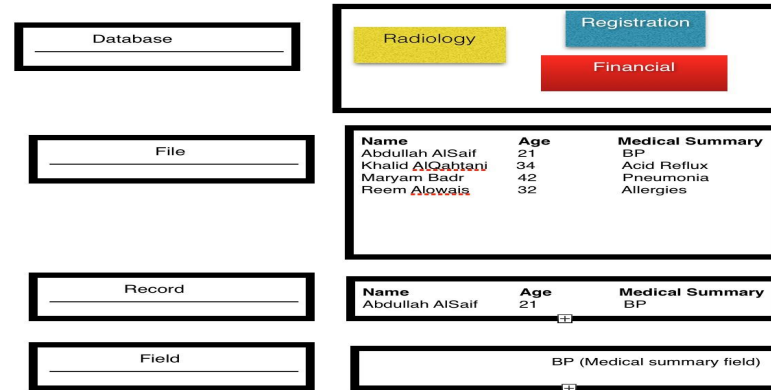 Database
Radiology
Registration
Financial
File
Name Age Medical Summary
Abdullah AlSaif 21 BP
Khalid AlQahtani 34 Acid Reflux
Maryam Badr 42 Pneumonia
Reem Alowais 32 Allergies
Record
Name Age Medical Summary
Abdullah AlSaif 21 BP
Field
BP (Medical summary field)